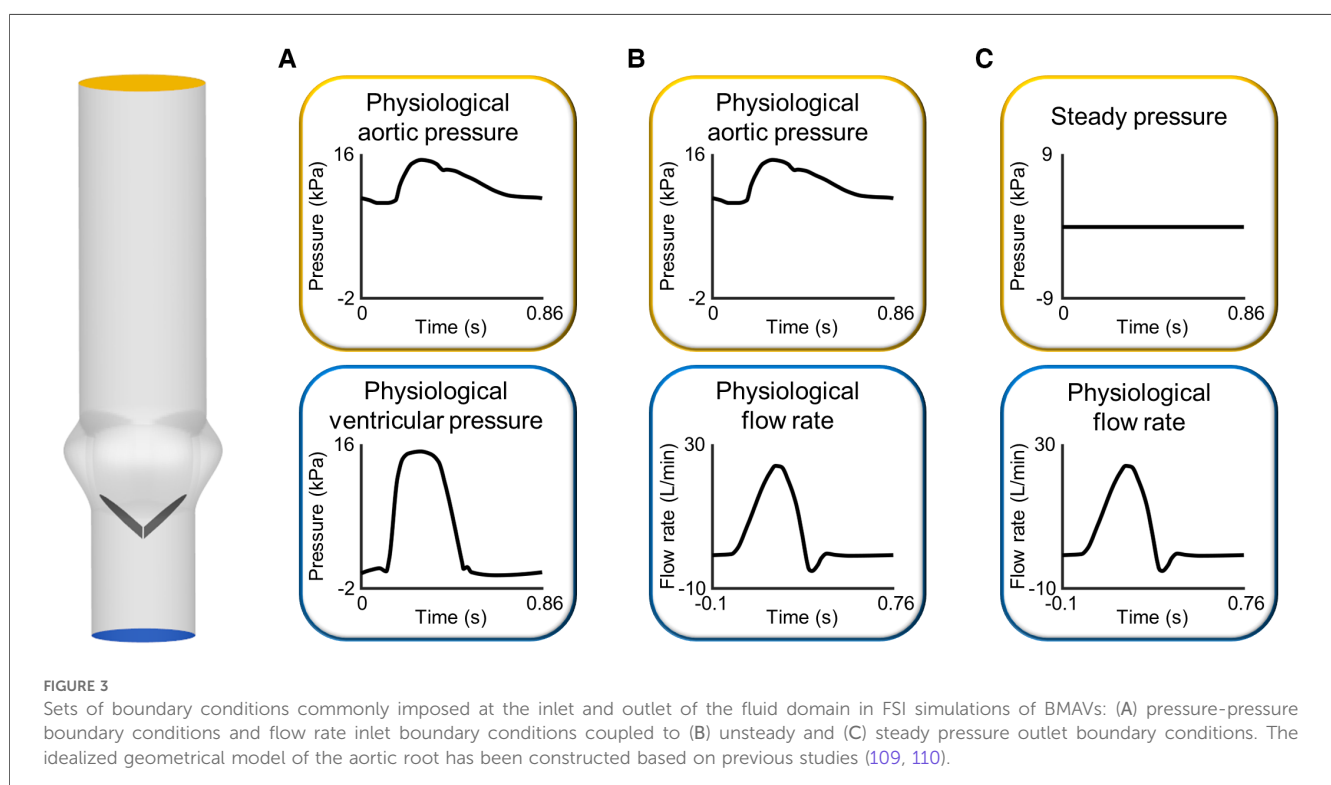 A
Physiological
aortic pressure
16
Pressure (kPa)
-2
0
0.86
Time (s)
Physiological
ventricular pressure
16
Pressure (kPa)
-2
0
0.86
Time (s)
B
Physiological
aortic pressure
16
Pressure (kPa)
-2
0
0.86
Time (s)
Physiological
flow rate
30
Flow rate (L/min)
-10
-0.1
0.76
Time (s)
C
Steady pressure
9
Pressure (kPa)
-9
0
0.86
Time (s)
Physiological
flow rate
30
Flow rate (L/min)
-10
-0.1
0.76
Time (s)
FIGURE 3
Sets of boundary conditions commonly imposed at the inlet and outlet of the fluid domain in FSI simulations of BMAVs: (A) pressure-pressure
boundary conditions and flow rate inlet boundary conditions coupled to (B) unsteady and (C) steady pressure outlet boundary conditions. The
idealized geometrical model of the aortic root has been constructed based on previous studies (109, 110).